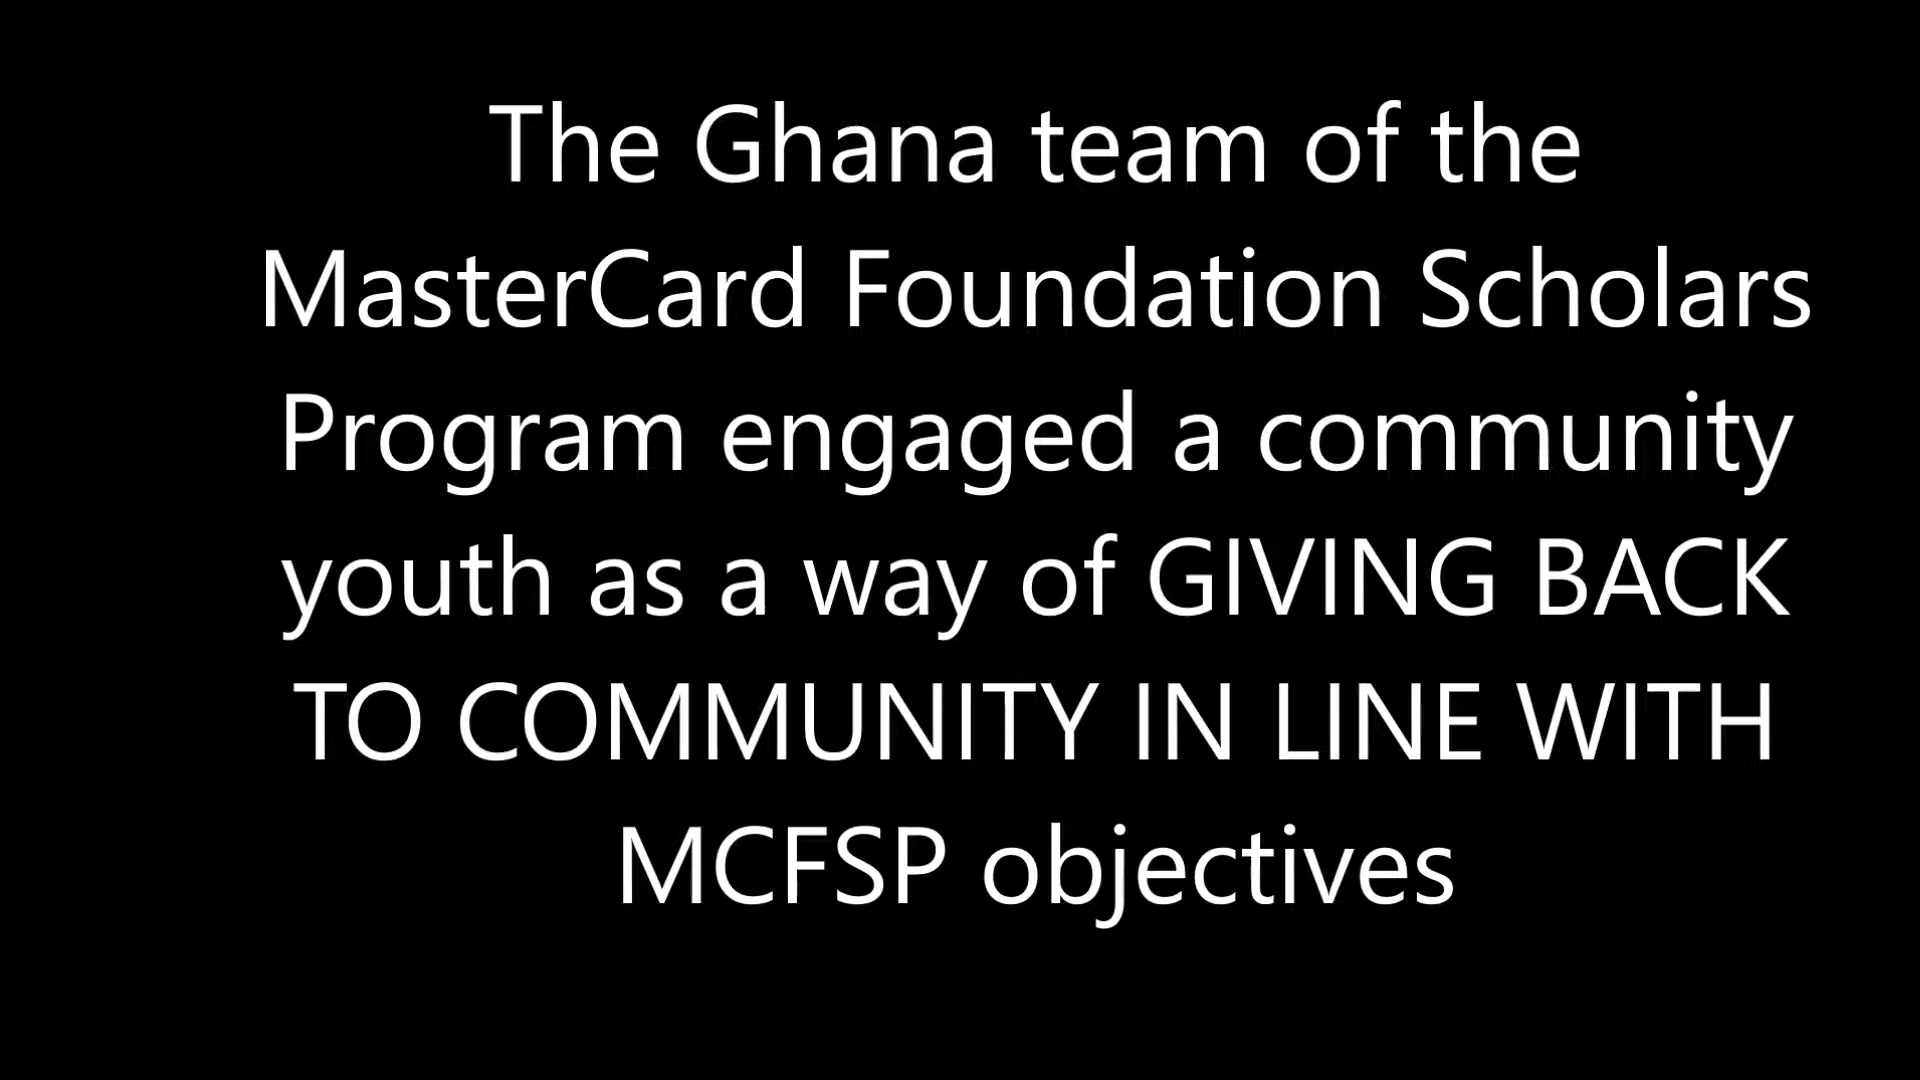 The Ghana team of the
MasterCard Foundation Scholars
Program engaged a community
youth as a way of GIVING BACK
TO COMMUNITY IN LINE WITH
MCFSP objectives